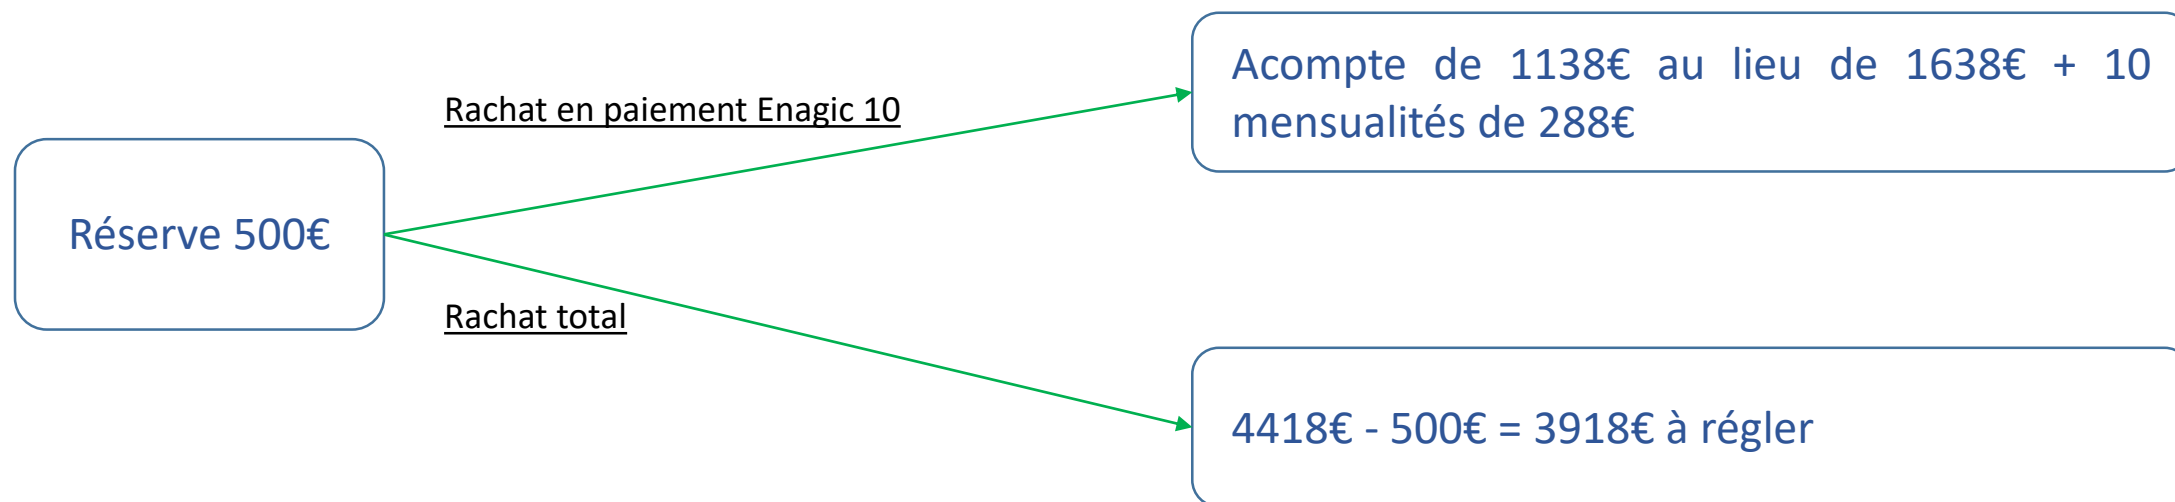 Réserve 500€
Rachat en paiement Enagic 10
Acompte de 1138€ au lieu de 1638€ + 10
mensualités de 288€
Rachat total
4418€ - 500€ = 3918€ à régler